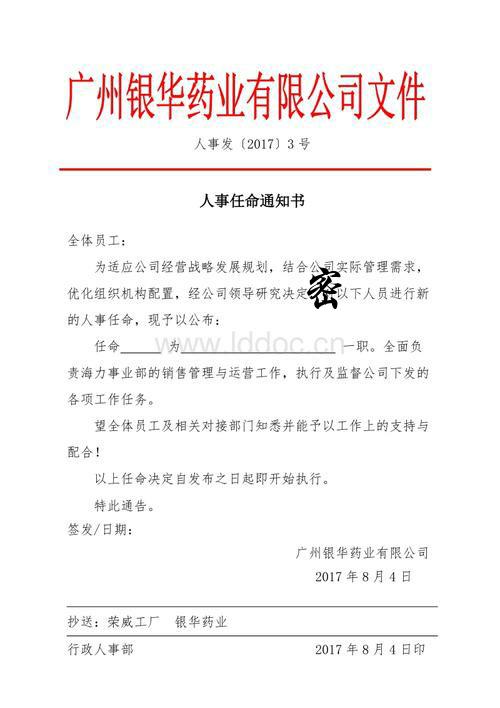 广州银华药业有限公司文件
人事发〔2017〕3 号
人事任命通知书
全体员工：
为适应公司经营战略发展规划，结合公司实际管理需求，
优化组织机构配置，经公司领导研究决定 密 以下人员进行新
的人事任命，现予以公布：
任命______为______________________一职。全面负
www.lddoc.cn
责海力事业部的销售管理与运营工作，执行及监督公司下发的
各项工作任务。
望全体员工及相关对接部门知悉并能予以工作上的支持与
配合！
以上任命决定自发布之日起即开始执行。
特此通告。
签发/日期：
广州银华药业有限公司
2017 年 8 月 4 日
抄送：荣威工厂 银华药业
行政人事部 2017 年 8 月 4 日印